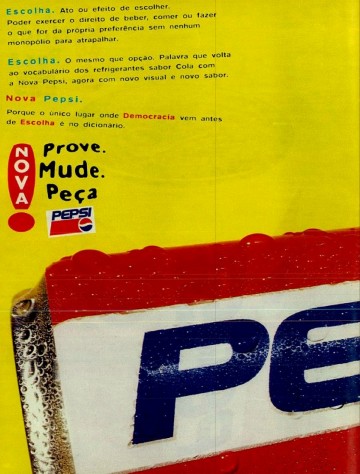 Escolha. Ato ou efeito de escolher.
Poder exercer o direito de beber, comer ou fazer
o que for da própria preferência sem nenhum
monopólio para atrapalhar.
Escolha. O mesmo que opção. Palavra que volta
ao vocabulário dos refrigerantes sabor Cola com
a Nova Pepsi, agora com novo visual e novo sabor.
Nova Pepsi.
Porque o único lugar onde Democracia vem antes
de Escolha é no dicionário.
NOVA!
Prove.
Mude.
Peça
PEPSI
PE